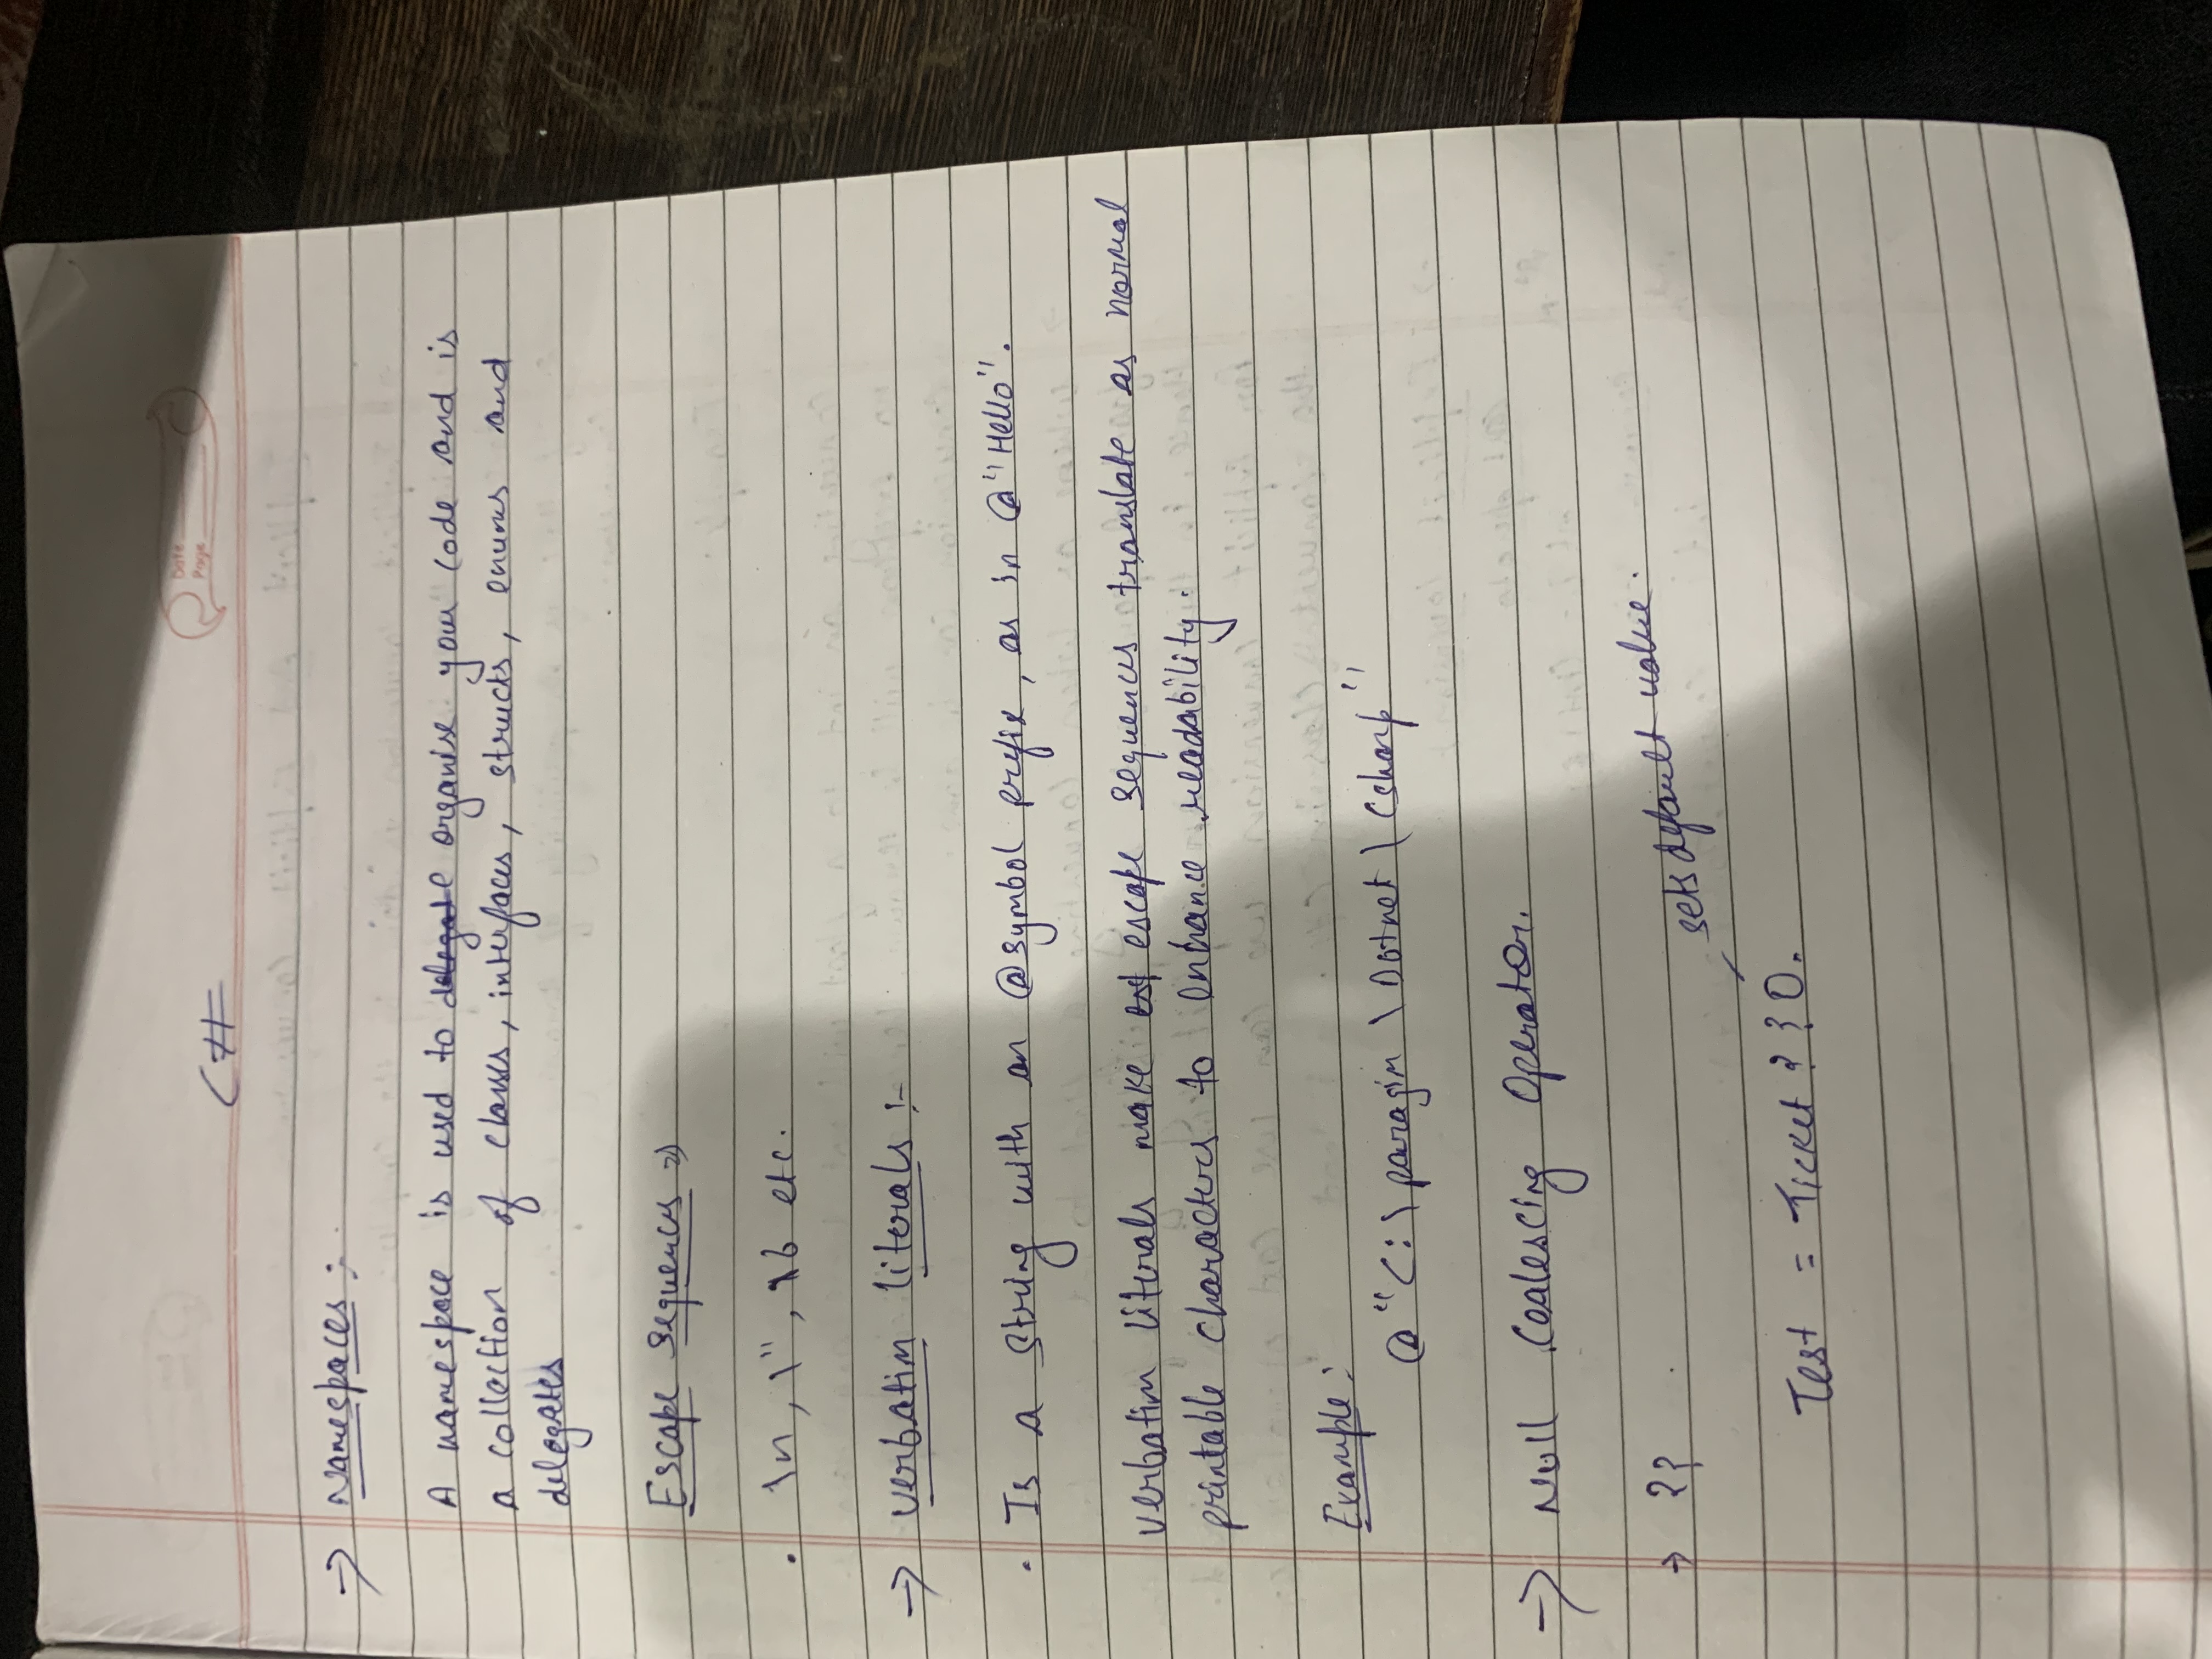 Date
Page
C#
→ Namespaces :-
A namespace is used to delegate organise your code and is
a collection of classes, interfaces, structs, enums and
delegates
Escape Sequences ⇒
. \n, \", \b etc.
→ Verbatim literals :-
. Is a string with an @symbol prefix, as in @"Hello".
Verbatim literals make escape sequences translate as normal
printable characters to enhance readability.
Example :
@"C:\paragim\Dotnet\Csharp"
→ Null Coalescing Operator.
→ ??
sets default value.
Test = Ticket ?? 0.